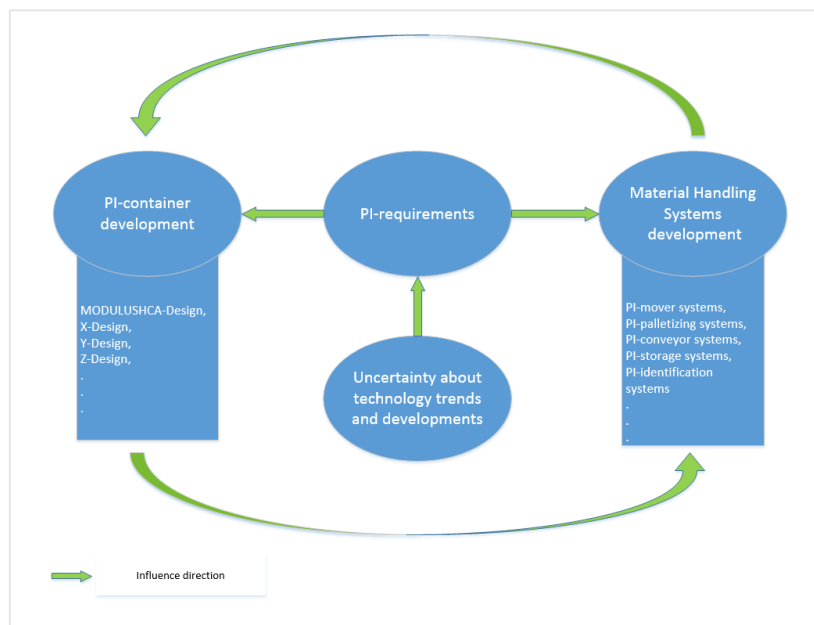 PI-container
development
PI-requirements
Material Handling
Systems
development
MODULUSHCA-Design,
X-Design,
Y-Design,
Z-Design,
.
.
.
Uncertainty about
technology trends
and developments
PI-mover systems,
PI-palletizing systems,
PI-conveyor systems,
PI-storage systems,
PI-identification
systems
.
.
.
Influence direction